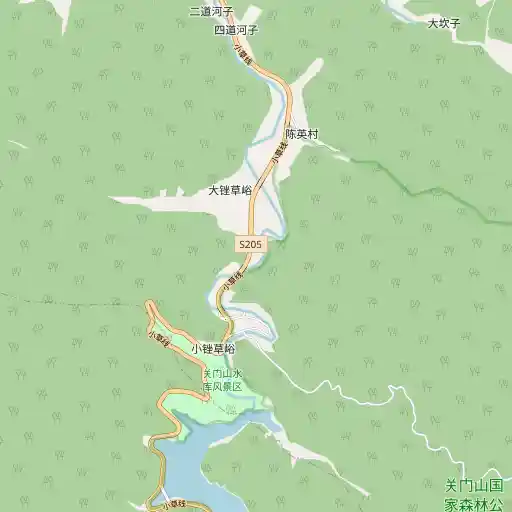 二道河子
四道河子
大坎子
小草线
陈英村
小草线
大锉草峪
S205
小草线
小草线
小锉草峪
关门山水
库风景区
关门山国
家森林公
小草线